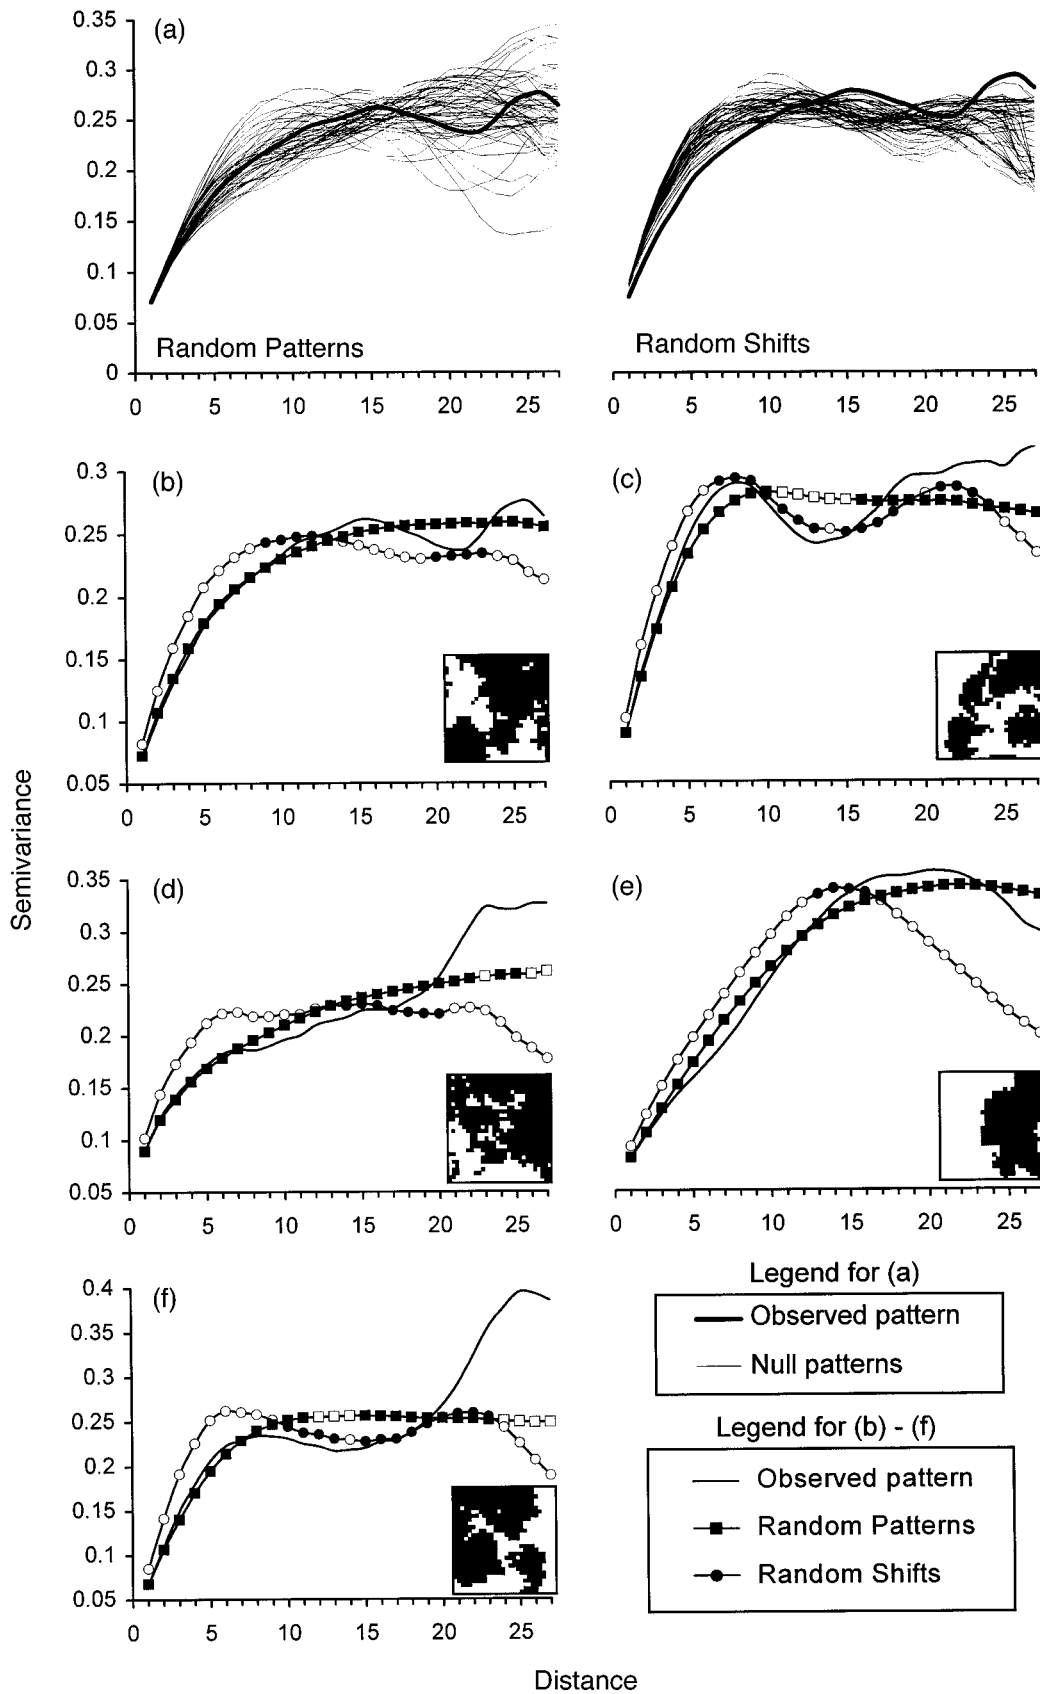 (a)
0.35
0.3
0.25
0.2
0.15
0.1
0.05
0
Random Patterns
Random Shifts
0 5 10 15 20 25
0 5 10 15 20 25
(b)
(c)
0.3
0.25
0.2
0.15
0.1
0.05
0 5 10 15 20 25
0 5 10 15 20 25
Semivariance
(d)
(e)
0.35
0.3
0.25
0.2
0.15
0.1
0.05
0 5 10 15 20 25
0 5 10 15 20 25
(f)
0.4
0.35
0.3
0.25
0.2
0.15
0.1
0.05
0 5 10 15 20 25
Legend for (a)
Observed pattern
Null patterns
Legend for (b) - (f)
Observed pattern
Random Patterns
Random Shifts
Distance